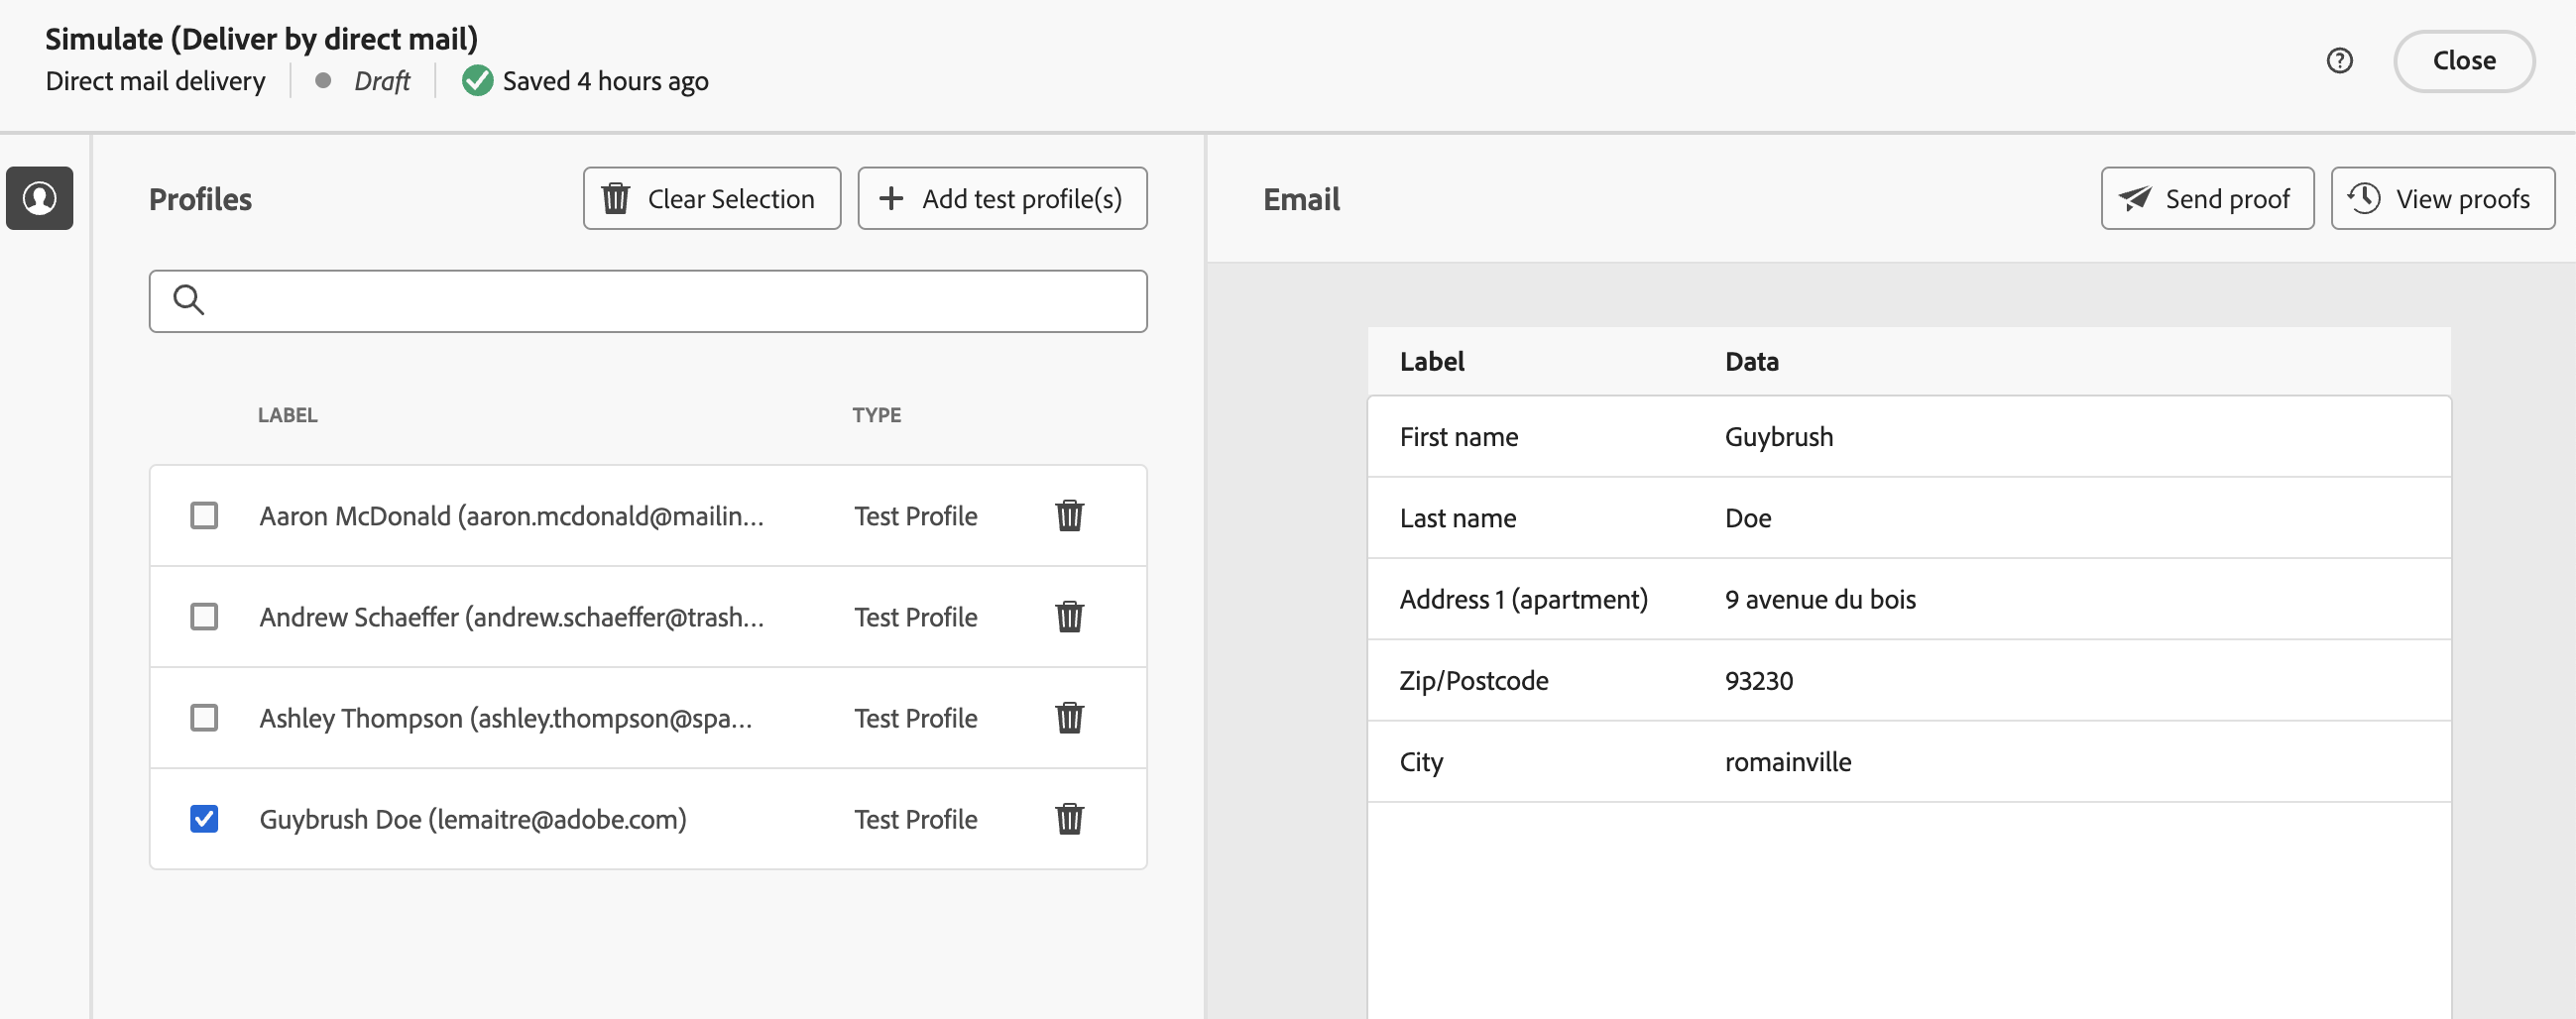 Simulate (Deliver by direct mail)
Direct mail delivery Draft Saved 4 hours ago
Close
Profiles
Clear Selection
Add test profile(s)
LABEL TYPE
Aaron McDonald (aaron.mcdonald@mailin... Test Profile
Andrew Schaeffer (andrew.schaeffer@trash... Test Profile
Ashley Thompson (ashley.thompson@spa... Test Profile
Guybrush Doe (lemaitre@adobe.com) Test Profile
Email
Send proof
View proofs
Label Data
First name Guybrush
Last name Doe
Address 1 (apartment) 9 avenue du bois
Zip/Postcode 93230
City romainville